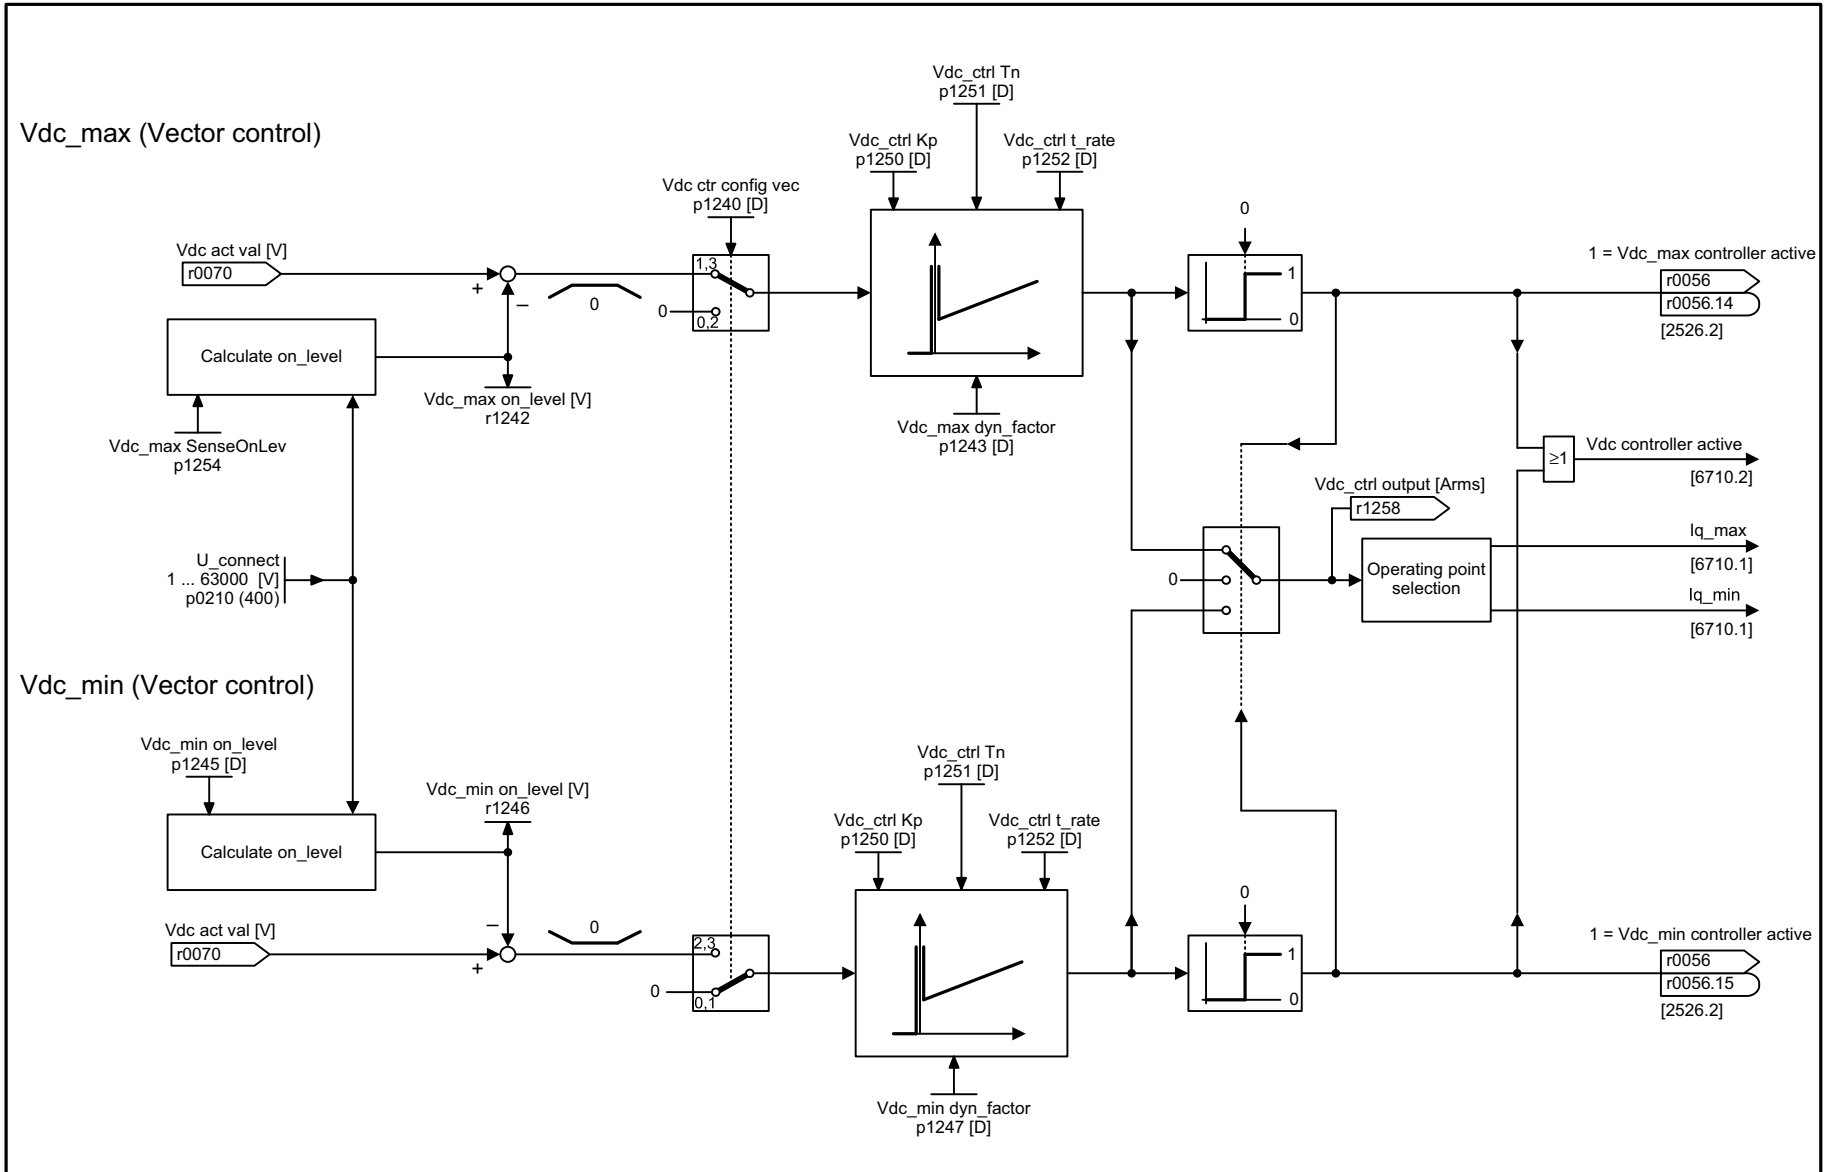 Vdc_max (Vector control)
Vdc_ctrl Tn
p1251 [D]
Vdc_ctrl Kp
p1250 [D]
Vdc_ctrl t_rate
p1252 [D]
Vdc ctr config vec
p1240 [D]
Vdc act val [V]
r0070
+
–
0
1,3
0
0,2
0
1
0
1 = Vdc_max controller active
r0056
r0056.14
[2526.2]
Calculate on_level
Vdc_max on_level [V]
r1242
Vdc_max SenseOnLev
p1254
Vdc_max dyn_factor
p1243 [D]
≥1
Vdc controller active
[6710.2]
Vdc_ctrl output [Arms]
r1258
U_connect
1 ... 63000 [V]
p0210 (400)
0
Operating point
selection
Iq_max
[6710.1]
Iq_min
[6710.1]
Vdc_min (Vector control)
Vdc_min on_level
p1245 [D]
Vdc_min on_level [V]
r1246
Calculate on_level
Vdc_ctrl Tn
p1251 [D]
Vdc_ctrl Kp
p1250 [D]
Vdc_ctrl t_rate
p1252 [D]
Vdc act val [V]
r0070
+
–
0
2,3
0
0,1
0
1
0
1 = Vdc_min controller active
r0056
r0056.15
[2526.2]
Vdc_min dyn_factor
p1247 [D]